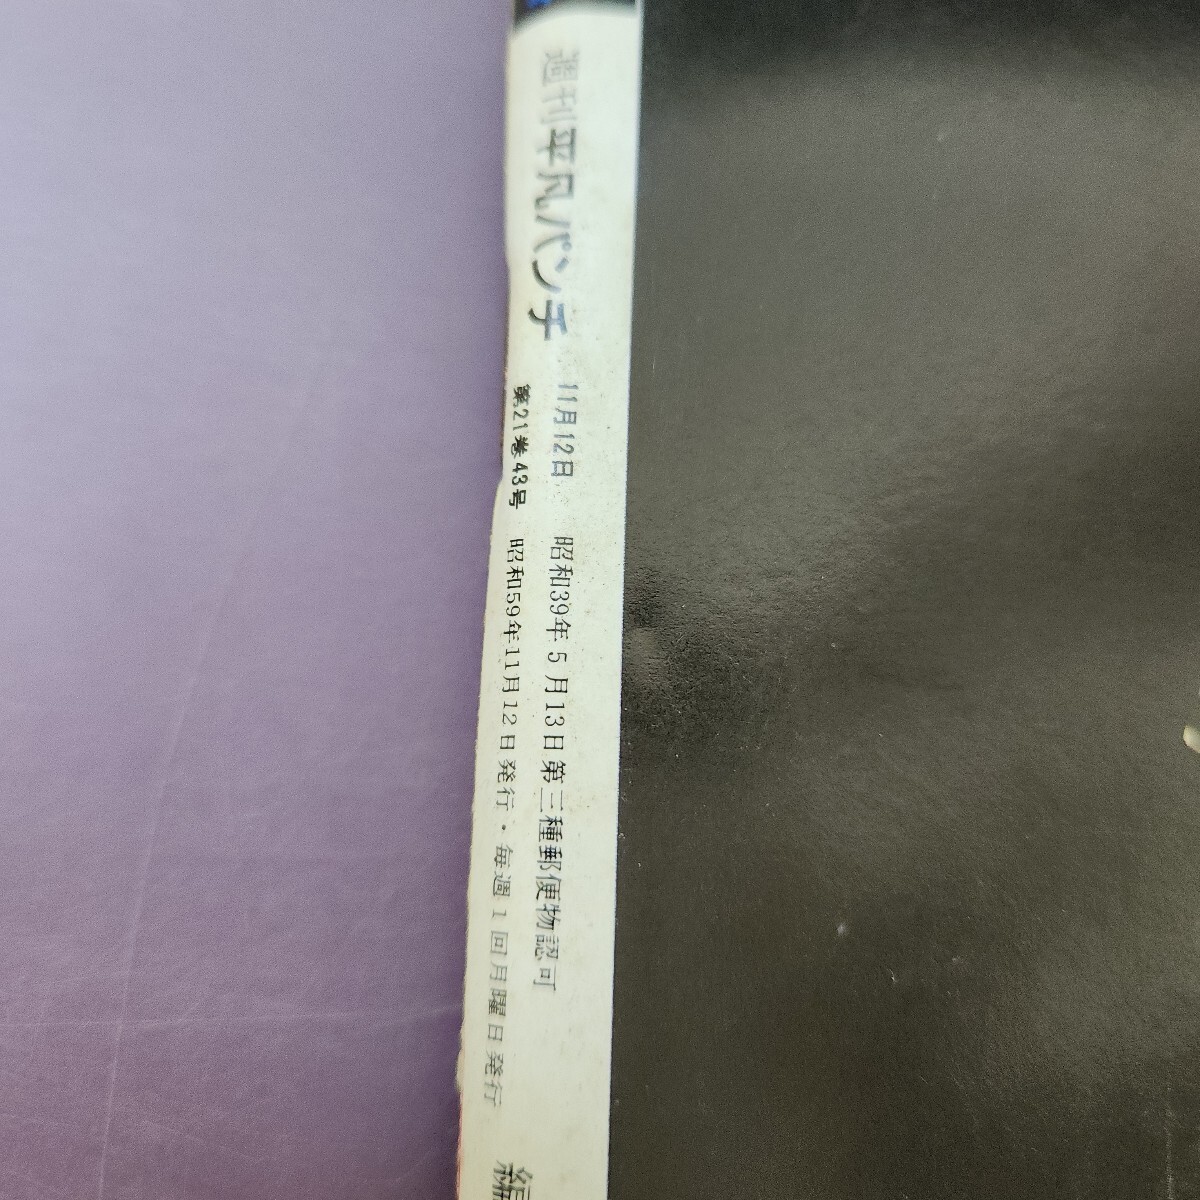 週刊平凡パンチ
11月12日 昭和39年5月13日第三種郵便物認可
第21巻43号 昭和59年11月12日発行・毎週1回月曜日発行
編